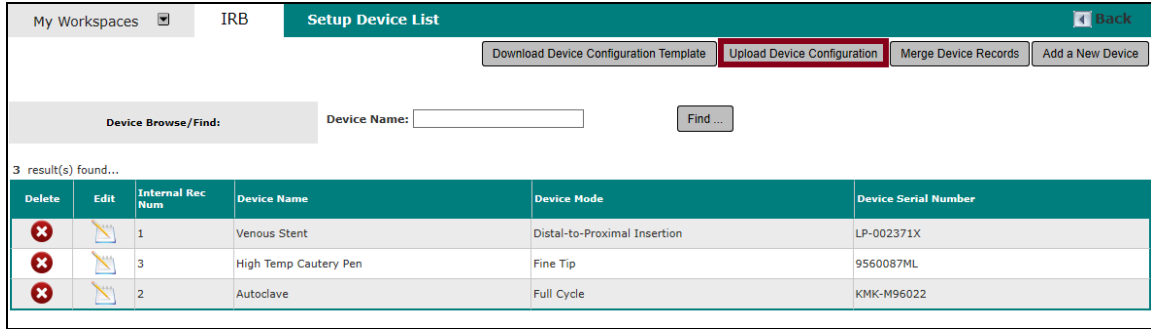 My Workspaces IRB Setup Device List Back
Download Device Configuration Template Upload Device Configuration Merge Device Records Add a New Device
Device Browse/Find: Device Name: Find ...
3 result(s) found...
Delete Edit Internal Rec Num Device Name Device Mode Device Serial Number
1 Venous Stent Distal-to-Proximal Insertion LP-002371X
3 High Temp Cautery Pen Fine Tip 9560087ML
2 Autoclave Full Cycle KMK-M96022